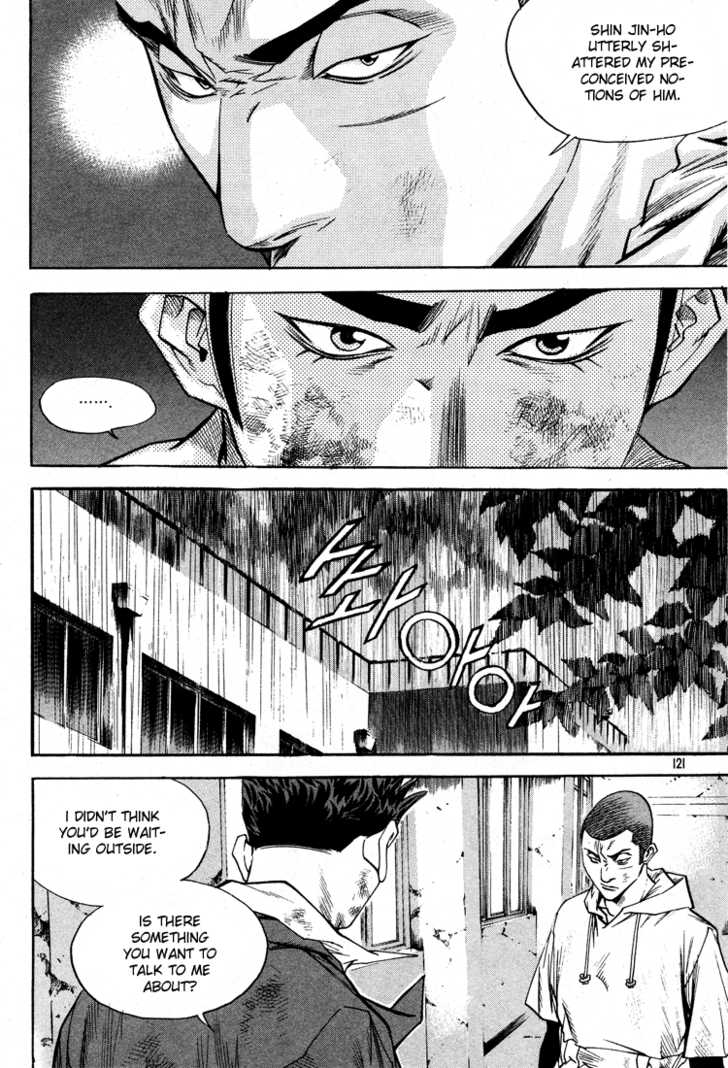 SHIN JIN-HO
UTTERLY SH-
ATTERED MY PRE-
CONCEIVED NO-
TIONS OF HIM.
.......
쏴아아아
121
I DIDN'T THINK
YOU'D BE WAIT-
ING OUTSIDE.
IS THERE
SOMETHING
YOU WANT TO
TALK TO ME
ABOUT?